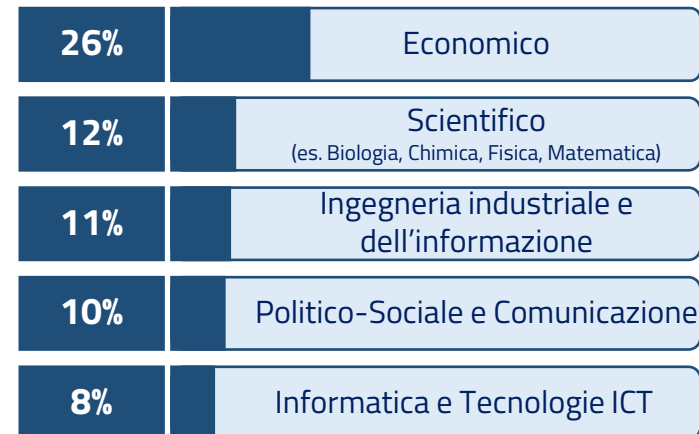 26% Economico
12% Scientifico
(es. Biologia, Chimica, Fisica, Matematica)
11% Ingegneria industriale e
dell’informazione
10% Politico-Sociale e Comunicazione
8% Informatica e Tecnologie ICT